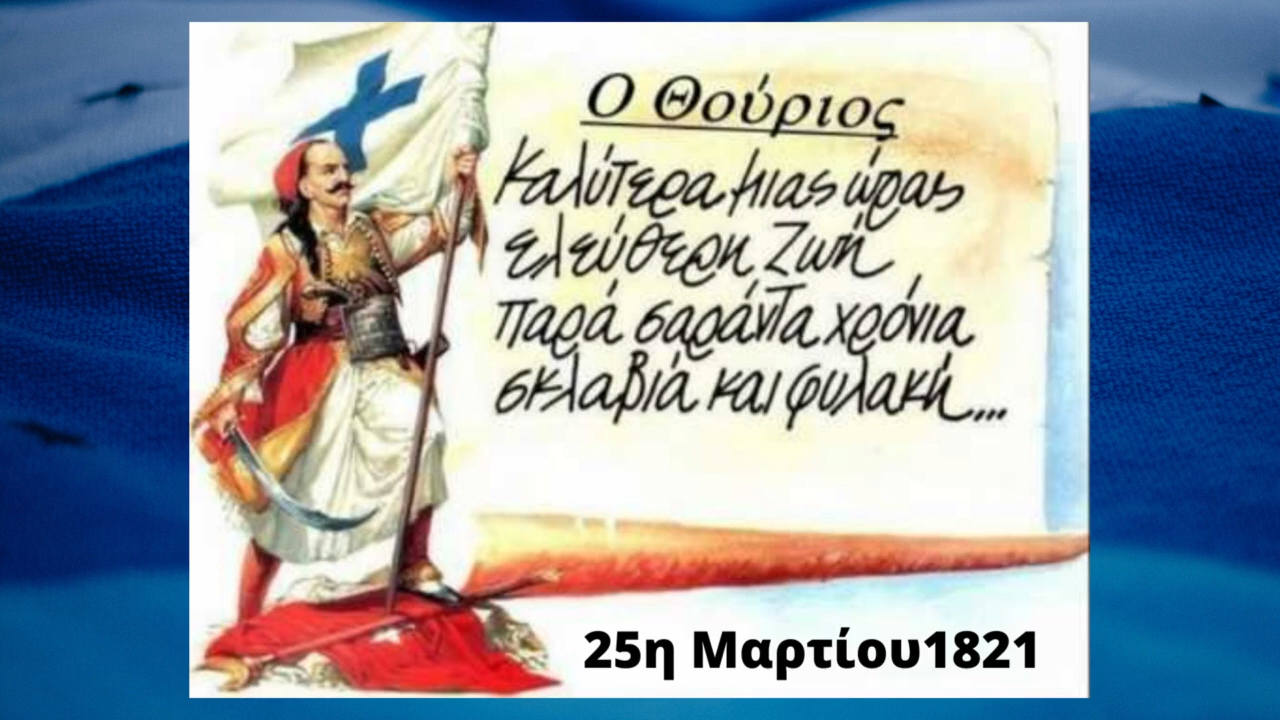 Ο Θούριος
Καλύτερα μιας ώρας
ελεύθερη Ζωή
παρά σαράντα χρόνια
σκλαβιά και φυλακή...
25η Μαρτίου1821